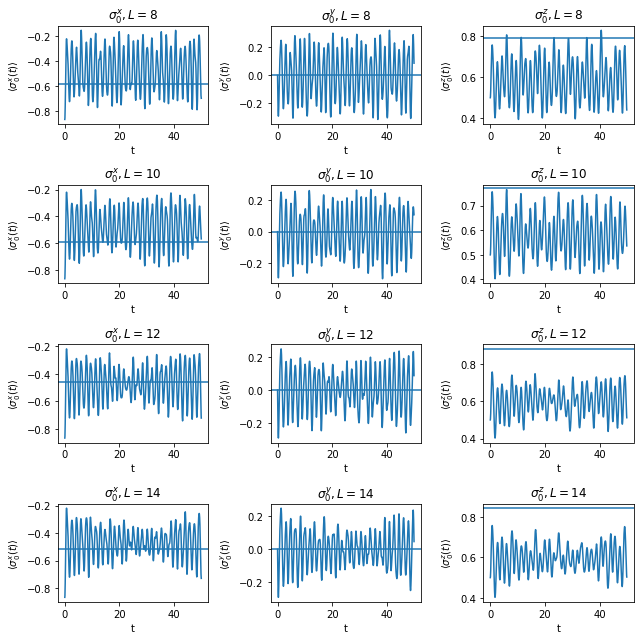 σ₀ˣ, L = 8
⟨σ₀ˣ(t)⟩
−0.2
−0.4
−0.6
−0.8
0
20
40
t
σ₀ʸ, L = 8
⟨σ₀ʸ(t)⟩
0.2
0.0
−0.2
0
20
40
t
σ₀ᶻ, L = 8
⟨σ₀ᶻ(t)⟩
0.8
0.6
0.4
0
20
40
t
σ₀ˣ, L = 10
⟨σ₀ˣ(t)⟩
−0.2
−0.4
−0.6
−0.8
0
20
40
t
σ₀ʸ, L = 10
⟨σ₀ʸ(t)⟩
0.2
0.0
−0.2
0
20
40
t
σ₀ᶻ, L = 10
⟨σ₀ᶻ(t)⟩
0.7
0.6
0.5
0.4
0
20
40
t
σ₀ˣ, L = 12
⟨σ₀ˣ(t)⟩
−0.2
−0.4
−0.6
−0.8
0
20
40
t
σ₀ʸ, L = 12
⟨σ₀ʸ(t)⟩
0.2
0.0
−0.2
0
20
40
t
σ₀ᶻ, L = 12
⟨σ₀ᶻ(t)⟩
0.8
0.6
0.4
0
20
40
t
σ₀ˣ, L = 14
⟨σ₀ˣ(t)⟩
−0.2
−0.4
−0.6
−0.8
0
20
40
t
σ₀ʸ, L = 14
⟨σ₀ʸ(t)⟩
0.2
0.0
−0.2
0
20
40
t
σ₀ᶻ, L = 14
⟨σ₀ᶻ(t)⟩
0.8
0.6
0.4
0
20
40
t